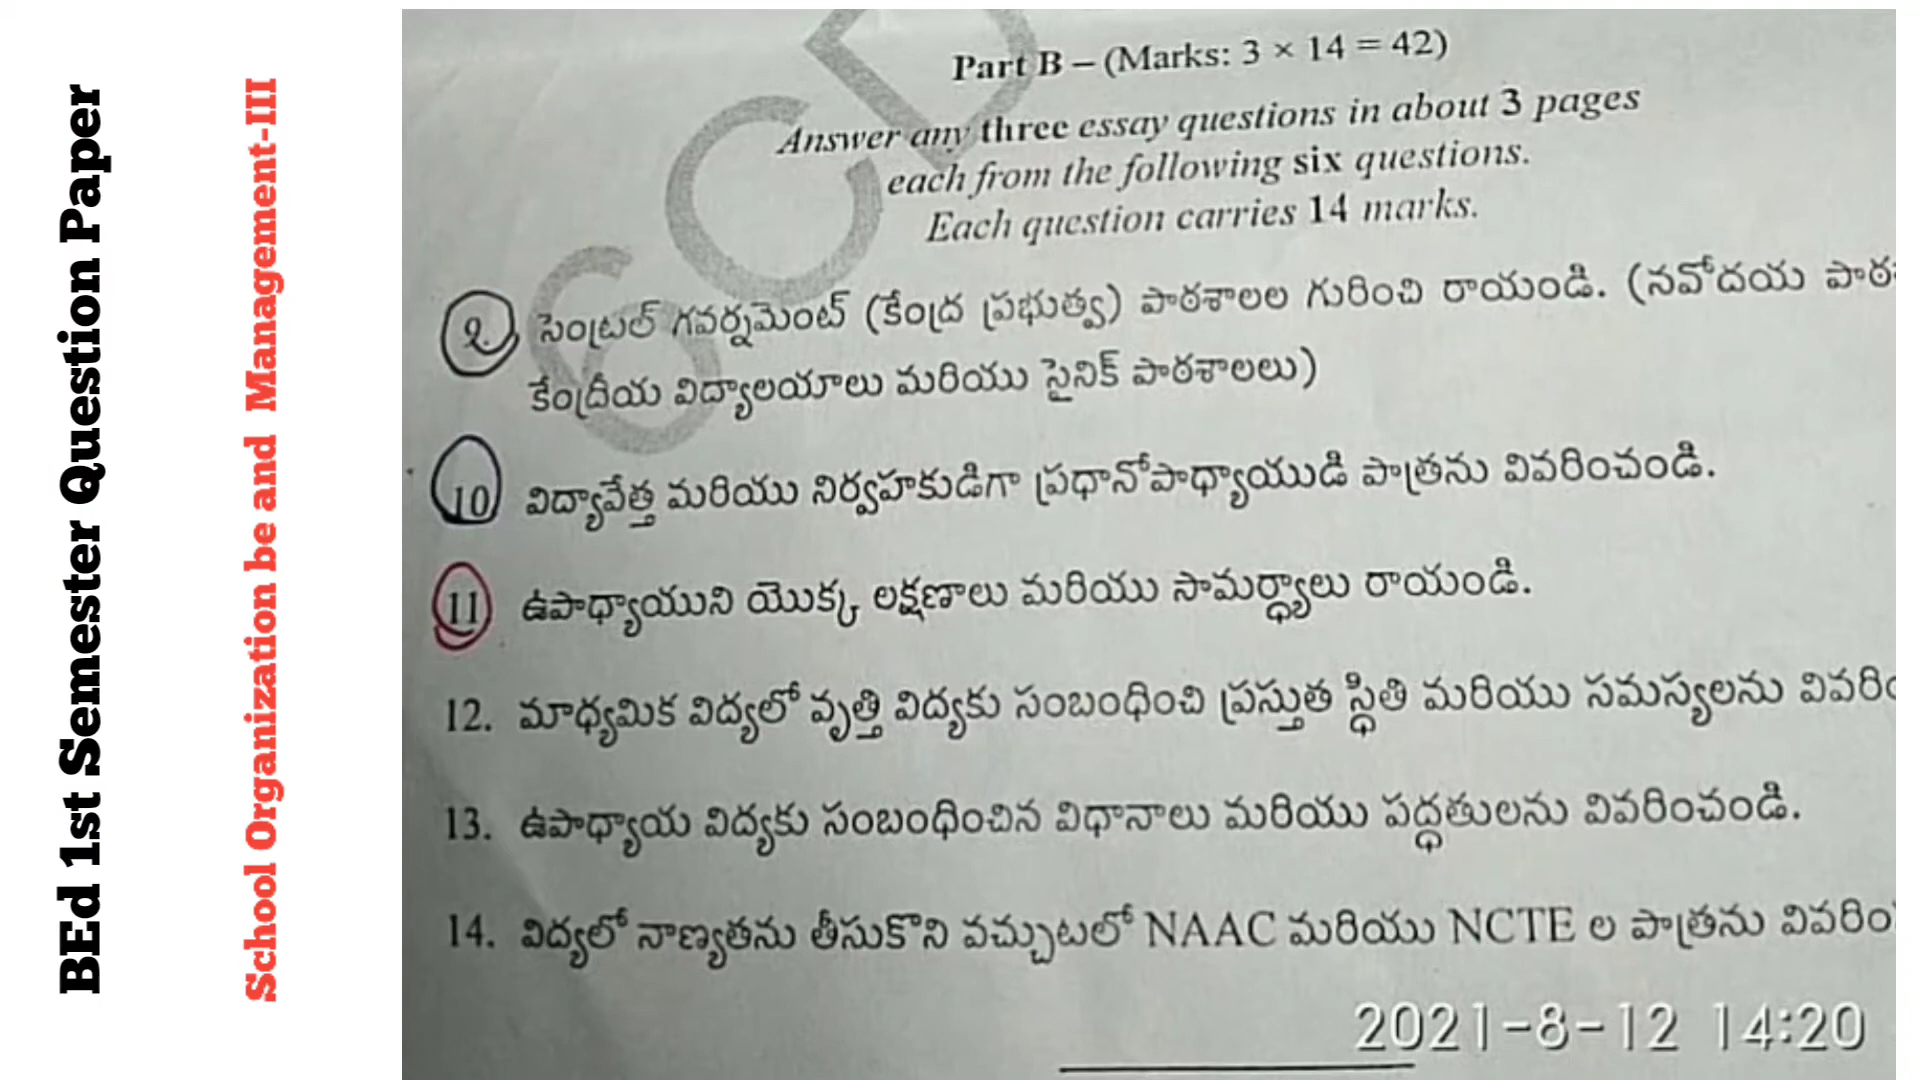 BEd 1st Semester Question Paper
School Organization be and Management-III
SCD
Part B – (Marks: 3 × 14 = 42)
Answer any three essay questions in about 3 pages
each from the following six questions.
Each question carries 14 marks.
9. సెంట్రల్ గవర్నమెంట్ (కేంద్ర ప్రభుత్వ) పాఠశాలల గురించి రాయండి. (నవోదయ
కేంద్రీయ విద్యాలయాలు మరియు సైనిక్ పాఠశాలలు)
10 విద్యావేత్త మరియు నిర్వహకుడిగా ప్రధానోపాధ్యాయుడి పాత్రను వివరించండి.
11 ఉపాధ్యాయుని యొక్క లక్షణాలు మరియు సామర్ధ్యాలు రాయండి.
12. మాధ్యమిక విద్యలో వృత్తి విద్యకు సంబంధించి ప్రస్తుత స్థితి మరియు సమస్యలను
13. ఉపాధ్యాయ విద్యకు సంబంధించిన విధానాలు మరియు పద్ధతులను వివరించండి.
14. విద్యలో నాణ్యతను తీసుకొని వచ్చుటలో NAAC మరియు NCTE ల పాత్రను
2021-8-12 14:20